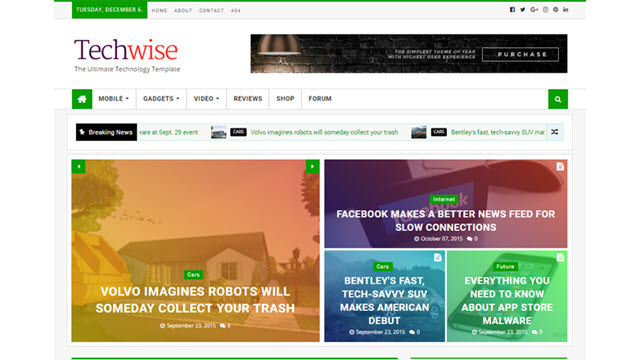 TUESDAY, DECEMBER 6.
HOME ABOUT CONTACT 404
Techwise
The Ultimate Technology Template
THE SIMPLEST THEME OF YEAR
WITH HIGHEST USER EXPERIENCE
PURCHASE
MOBILE GADGETS VIDEO REVIEWS SHOP FORUM
Breaking News
vare at Sept. 29 event
CARS
Volvo imagines robots will someday collect your trash
CARS
Bentley's fast, tech-savvy SUV mal
Cars
VOLVO IMAGINES ROBOTS WILL
SOMEDAY COLLECT YOUR TRASH
September 23, 2015 4
Internet
FACEBOOK MAKES A BETTER NEWS FEED FOR
SLOW CONNECTIONS
October 07, 2015 0
Cars
BENTLEY'S FAST,
TECH-SAVVY SUV
MAKES AMERICAN
DEBUT
September 23, 2015 0
Future
EVERYTHING YOU
NEED TO KNOW
ABOUT APP STORE
MALWARE
September 23, 2015 0